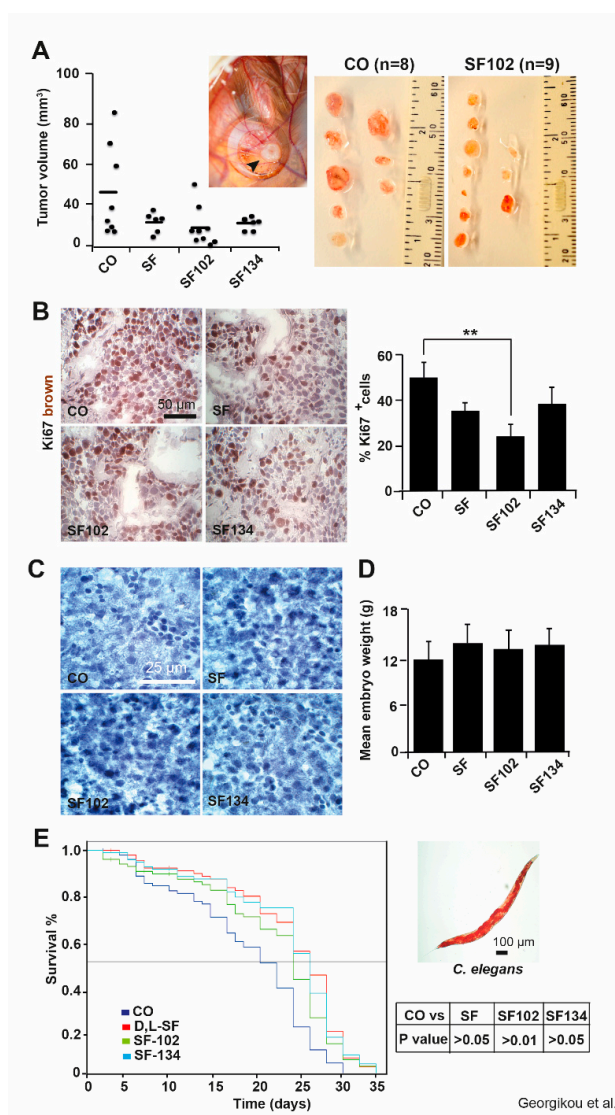 A
CO (n=8) SF102 (n=9)
Tumor volume (mm³)
100
80
60
40
20
0
CO SF SF102 SF134
B
Ki67 brown
CO
50 µm
SF
SF102
SF134
% Ki67 +cells
60
40
20
0
**
CO SF SF102 SF134
C
CO
25 µm
SF
SF102
SF134
D
Mean embryo weight (g)
18
12
6
0
CO SF SF102 SF134
E
Survival %
1.0
0.8
0.6
0.4
0.2
0 5 10 15 20 25 30 35
Time (days)
CO
D,L-SF
SF-102
SF-134
100 µm
C. elegans
CO vs SF SF102 SF134
P value >0.05 >0.01 >0.05
Georgikou et al